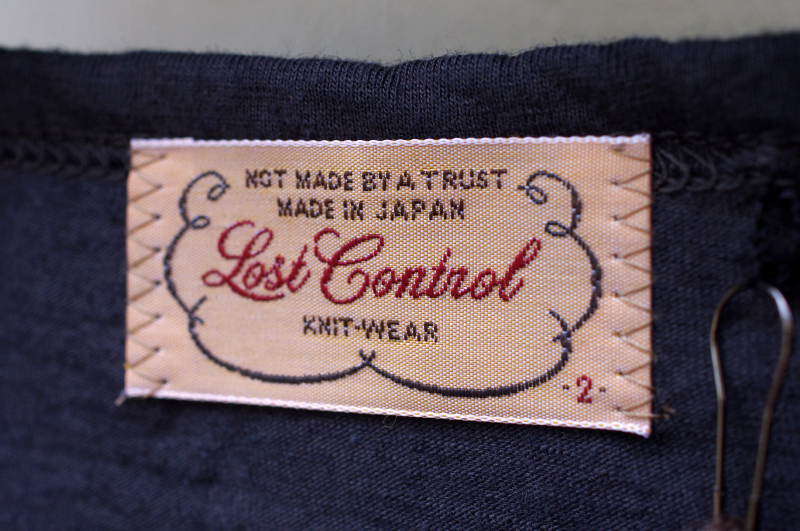 NOT MADE BY A TRUST
MADE IN JAPAN
Lost Control
KNIT-WEAR
-2-